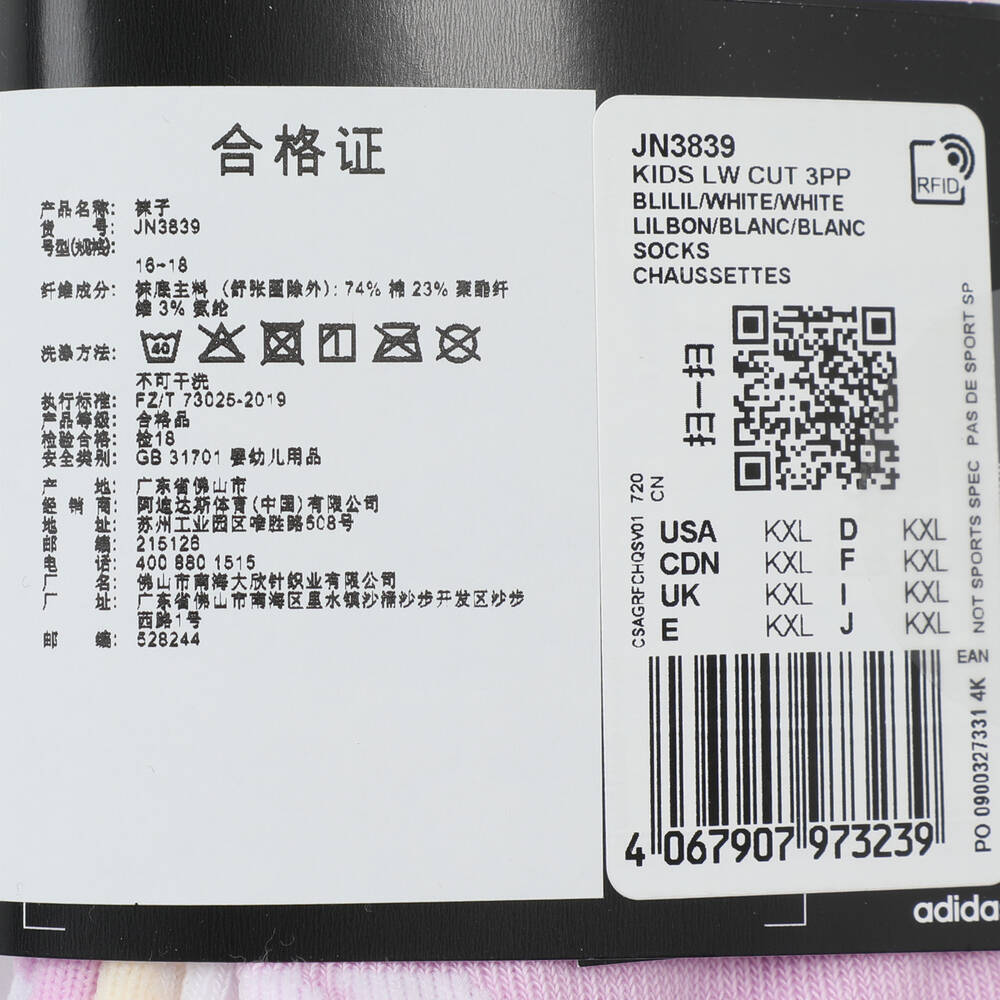 合格证
产品名称: 袜子
货 号: JN3839
号型(规格):
16-18
纤维成分: 袜底主料 (舒张圈除外): 74% 棉 23% 聚酯纤
维 3% 氨纶
洗涤方法: 40
不可干洗
执行标准: FZ/T 73025-2019
产品等级: 合格品
检验合格: 检18
安全类别: GB 31701 婴幼儿用品
产 地: 广东省佛山市
经 销 商: 阿迪达斯体育(中国)有限公司
地 址: 苏州工业园区唯胜路508号
邮 编: 215126
电 话: 400 880 1515
厂 名: 佛山市南海大欣针织业有限公司
厂 址: 广东省佛山市南海区里水镇沙涌沙步开发区沙步
西路1号
邮 编: 528244
JN3839
KIDS LW CUT 3PP
BLILIL/WHITE/WHITE
LILBON/BLANC/BLANC
SOCKS
CHAUSSETTES
RFID
扫一扫
CSAGRFCHQSV01 720
CN
USA KXL D KXL
CDN KXL F KXL
UK KXL I KXL
E KXL J KXL
NOT SPORTS SPEC PAS DE SPORT SP
EAN
4 067907 973239
PO 0900327331 4K
adida